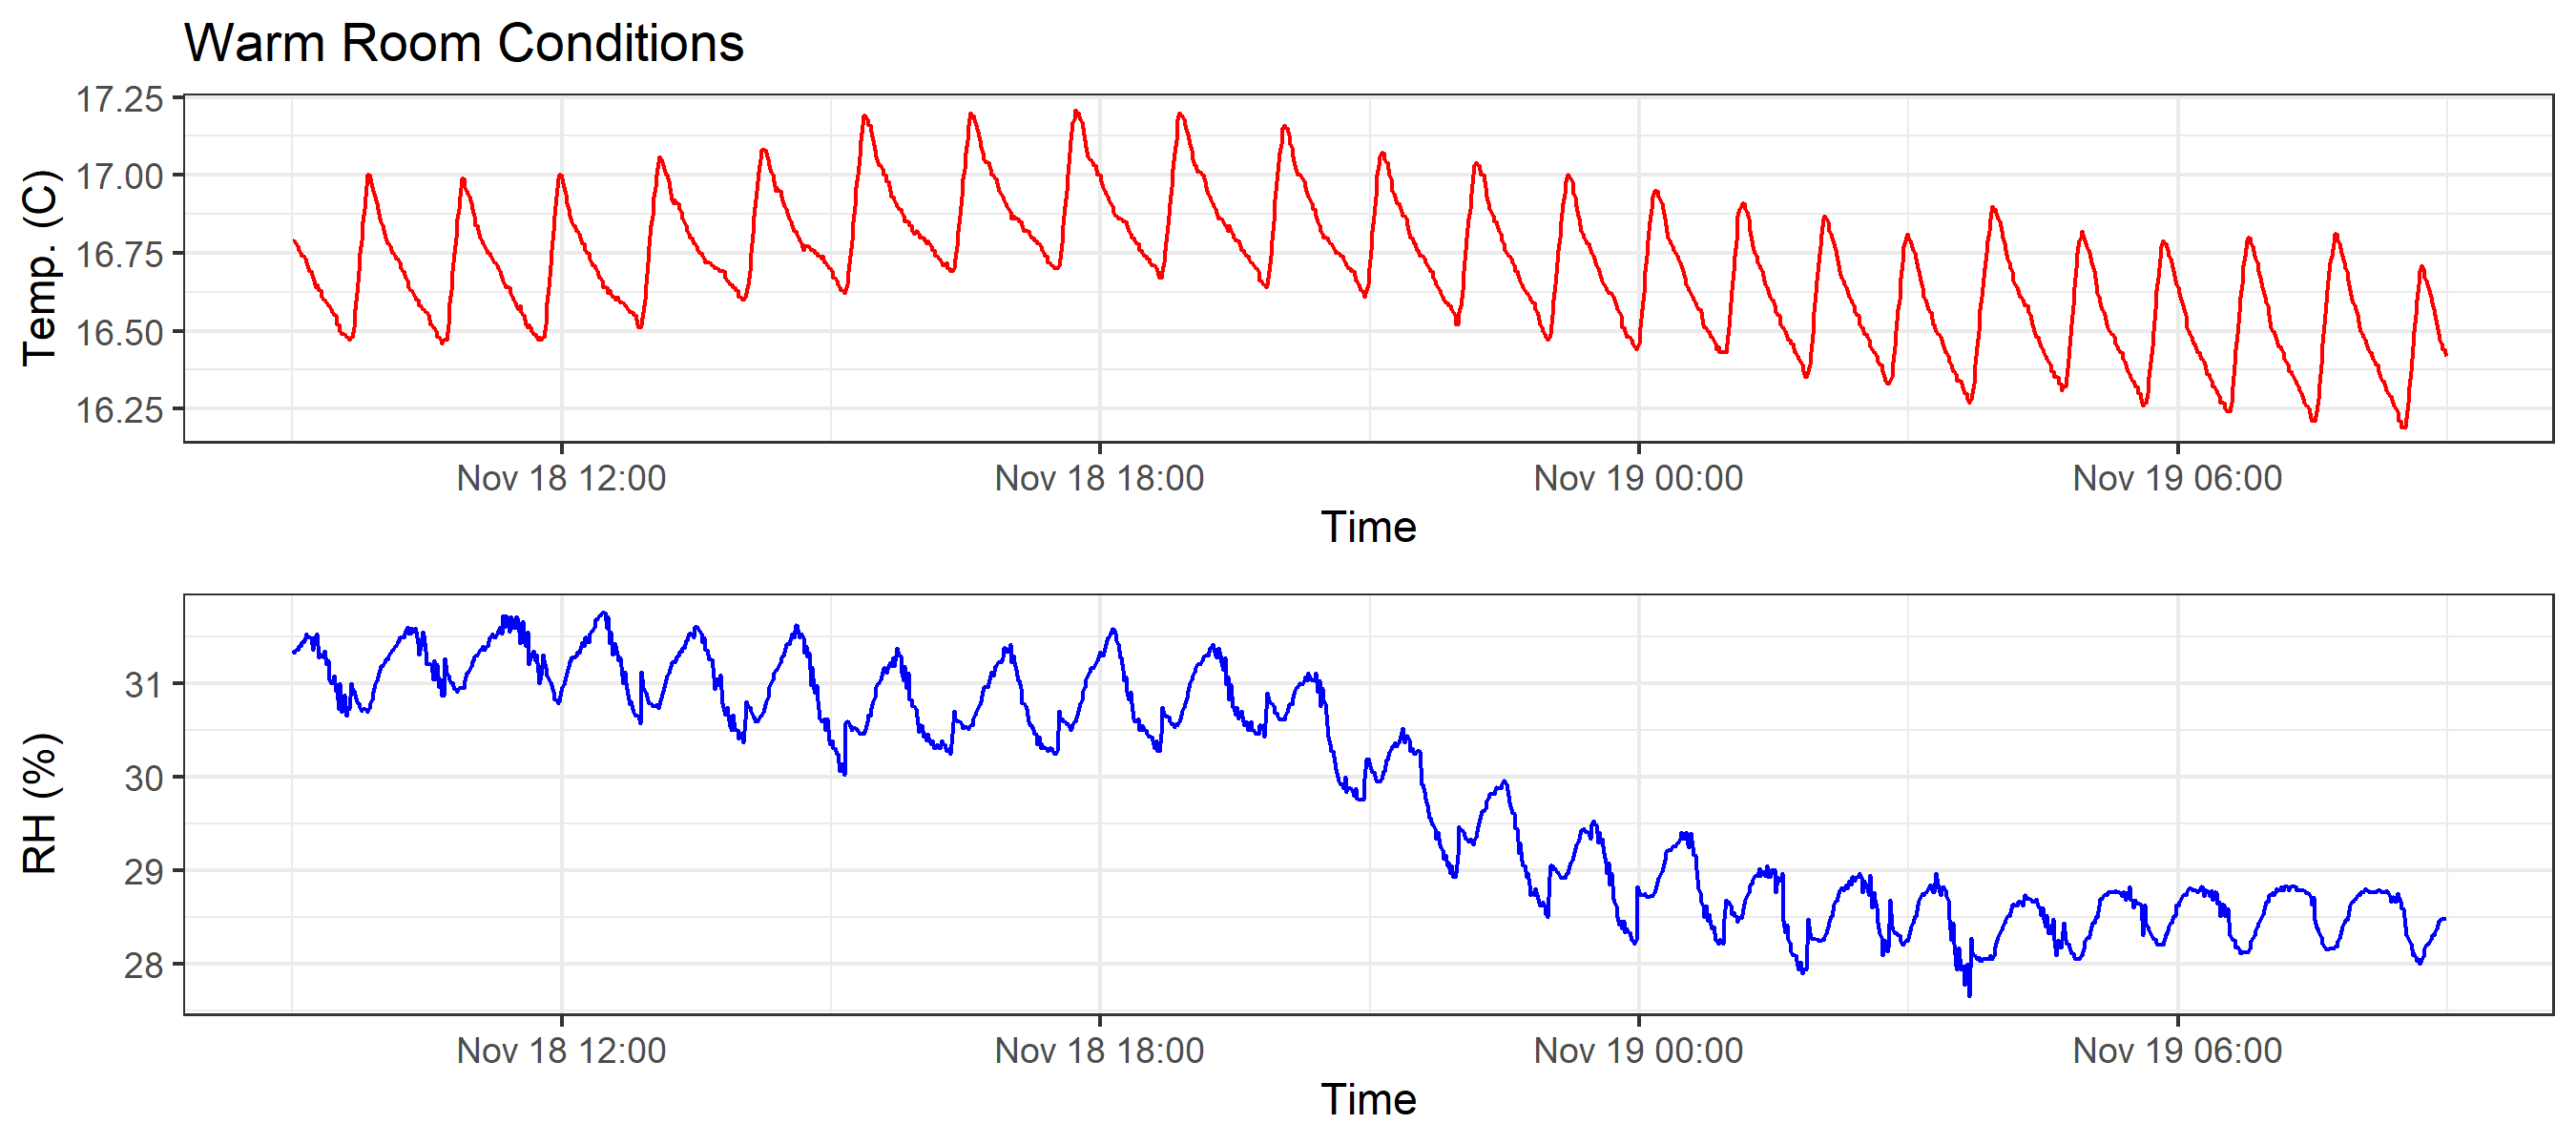 Warm Room Conditions
Temp. (C)
17.25
17.00
16.75
16.50
16.25
Nov 18 12:00 Nov 18 18:00 Nov 19 00:00 Nov 19 06:00
Time
RH (%)
31
30
29
28
Nov 18 12:00 Nov 18 18:00 Nov 19 00:00 Nov 19 06:00
Time